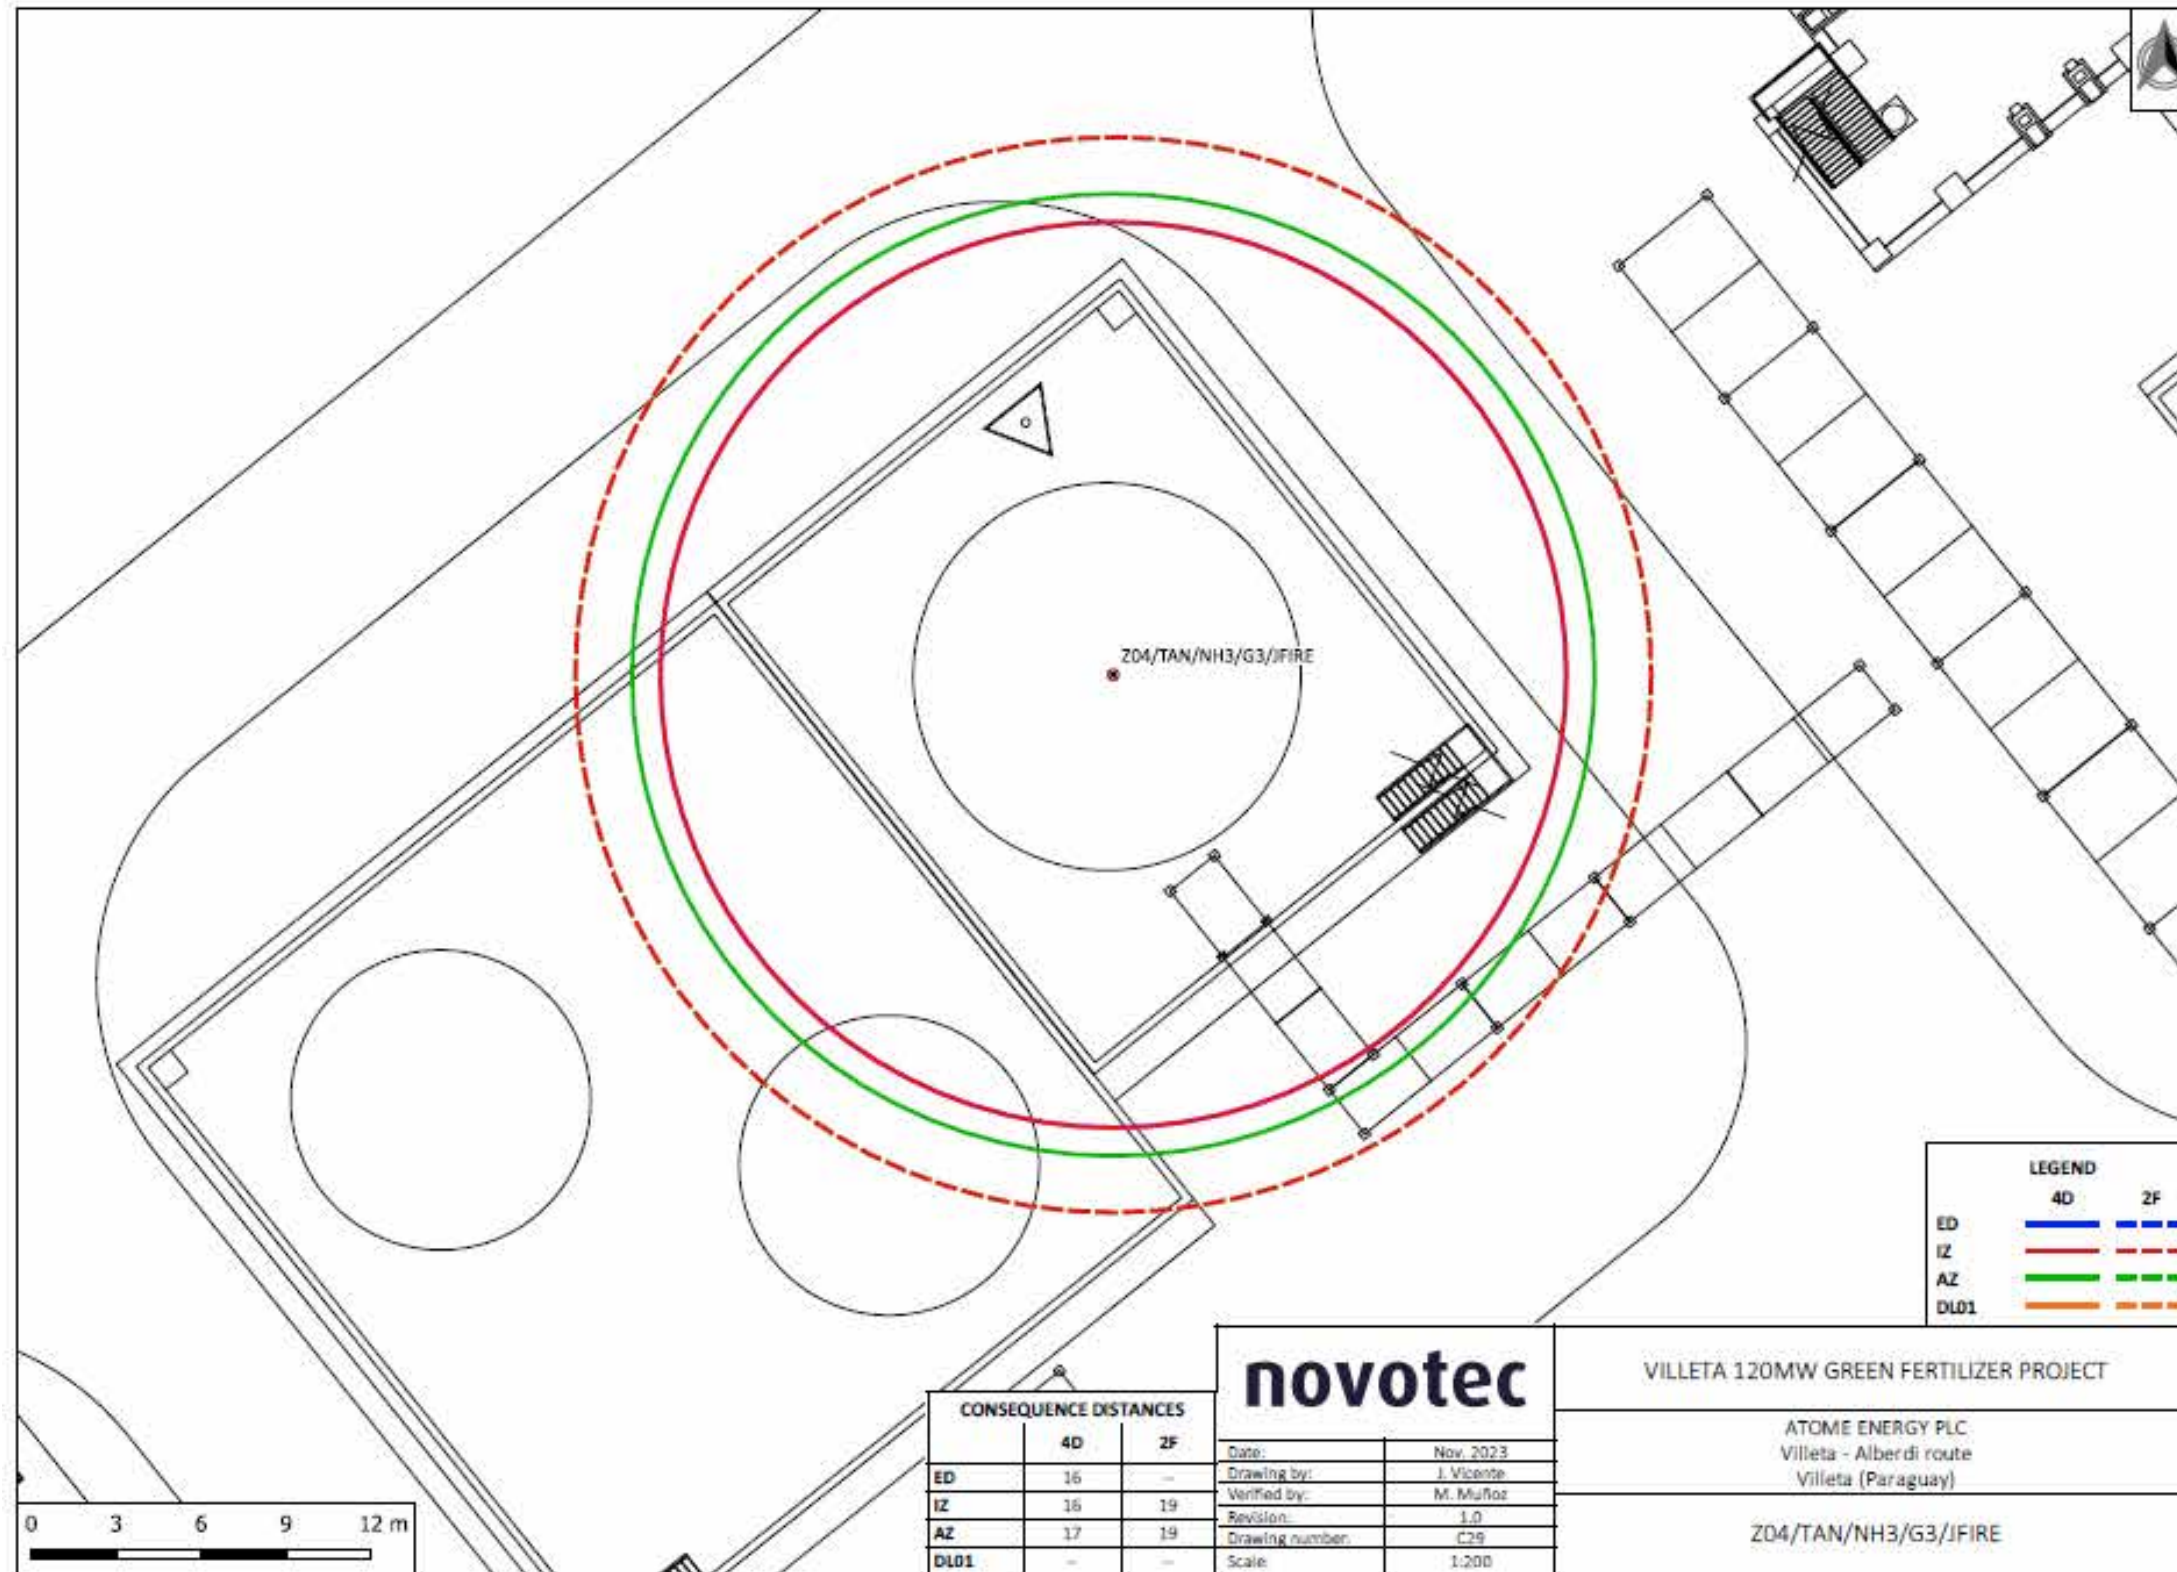 Z04/TAN/NH3/G3/JFIRE
LEGEND
4D 2F
ED
IZ
AZ
DL01
CONSEQUENCE DISTANCES
4D 2F
ED 16 --
IZ 16 19
AZ 17 19
DL01 -- --
novotec
Date: Nov. 2023
Drawing by: J. Vicente
Verified by: M. Muñoz
Revision: 1.0
Drawing number: C29
Scale 1:200
VILLETA 120MW GREEN FERTILIZER PROJECT
ATOME ENERGY PLC
Villeta - Alberdi route
Villeta (Paraguay)
Z04/TAN/NH3/G3/JFIRE
0 3 6 9 12 m